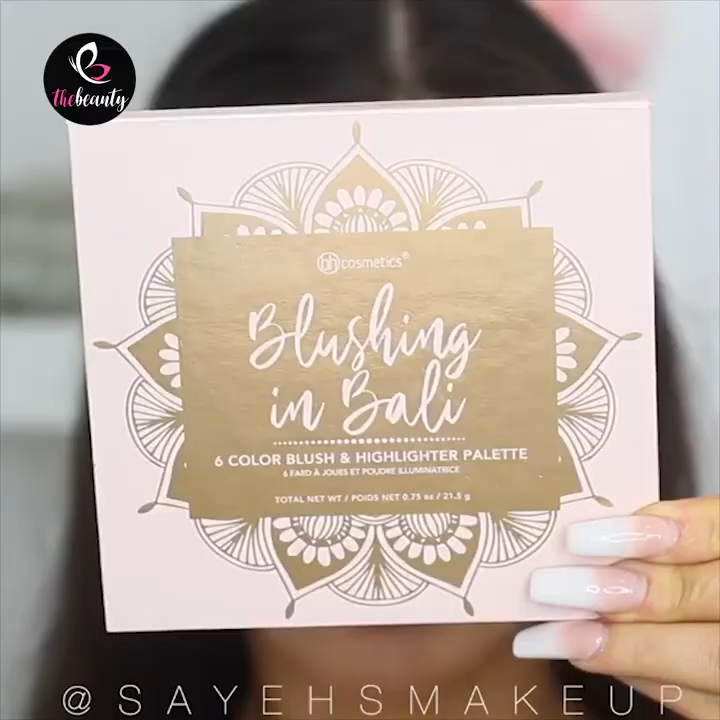 thebeauty
bh cosmetics®
Blushing
in Bali
6 COLOR BLUSH & HIGHLIGHTER PALETTE
6 FARD À JOUES ET POUDRE ILLUMINATRICE
TOTAL NET WT / POIDS NET 0.75 oz / 21.5 g
@SAYEHSMAKEUP